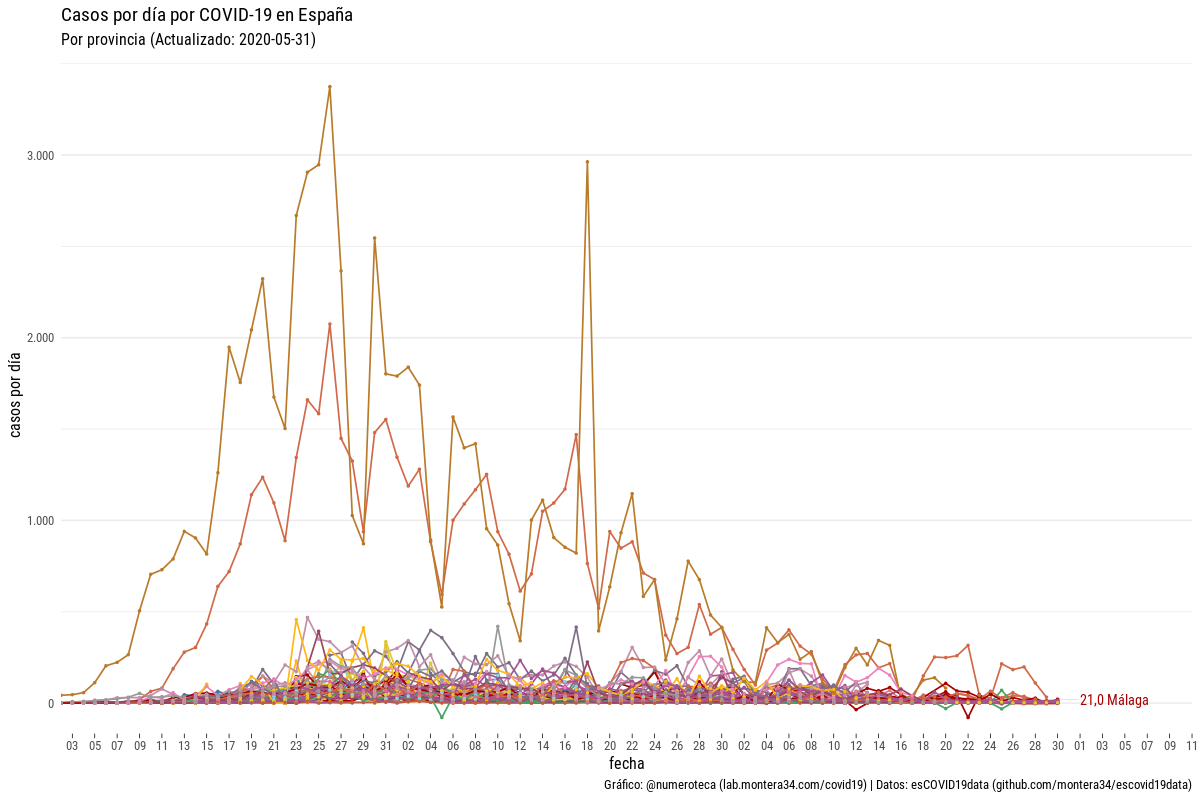 Casos por día por COVID-19 en España
Por provincia (Actualizado: 2020-05-31)
casos por día
3.000
2.000
1.000
0
21,0 Málaga
03 05 07 09 11 13 15 17 19 21 23 25 27 29 31 02 04 06 08 10 12 14 16 18 20 22 24 26 28 30 02 04 06 08 10 12 14 16 18 20 22 24 26 28 30 01 03 05 07 09 11
fecha
Gráfico: @numeroteca (lab.montera34.com/covid19) | Datos: esCOVID19data (github.com/montera34/escovid19data)